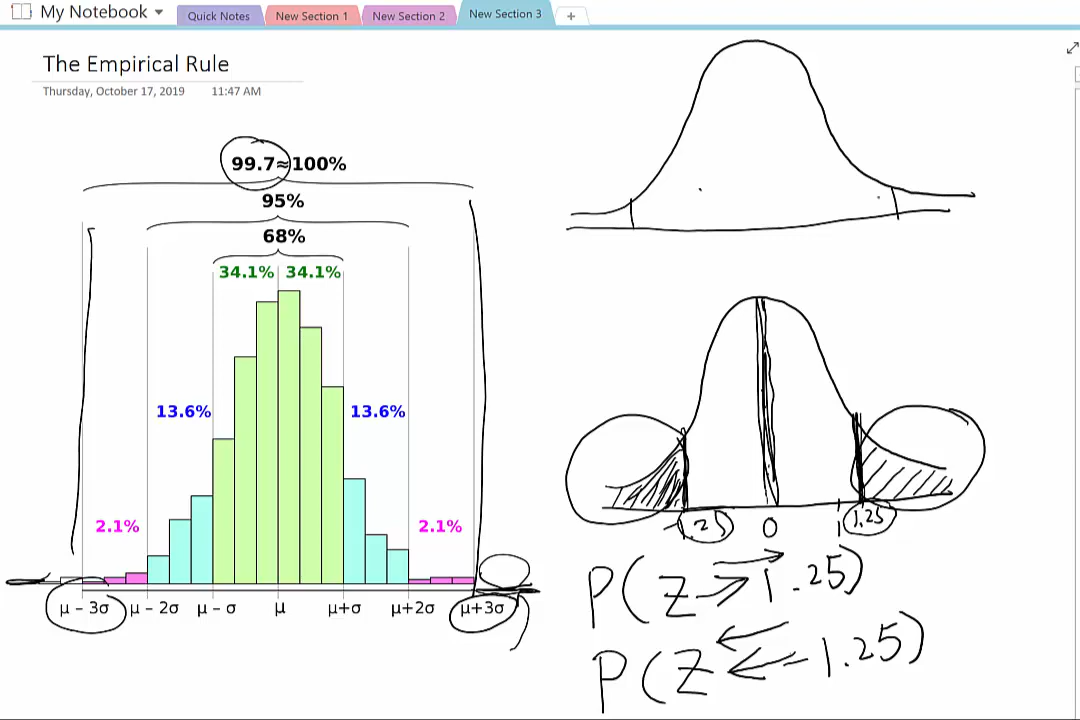 My Notebook
Quick Notes
New Section 1
New Section 2
New Section 3
+
The Empirical Rule
Thursday, October 17, 2019 11:47 AM
99.7≈100%
95%
68%
34.1% 34.1%
13.6% 13.6%
2.1% 2.1%
μ − 3σ μ − 2σ μ − σ μ μ+σ μ+2σ μ+3σ
0 1 1.25
P(Z > 1.25)
P(Z < -1.25)